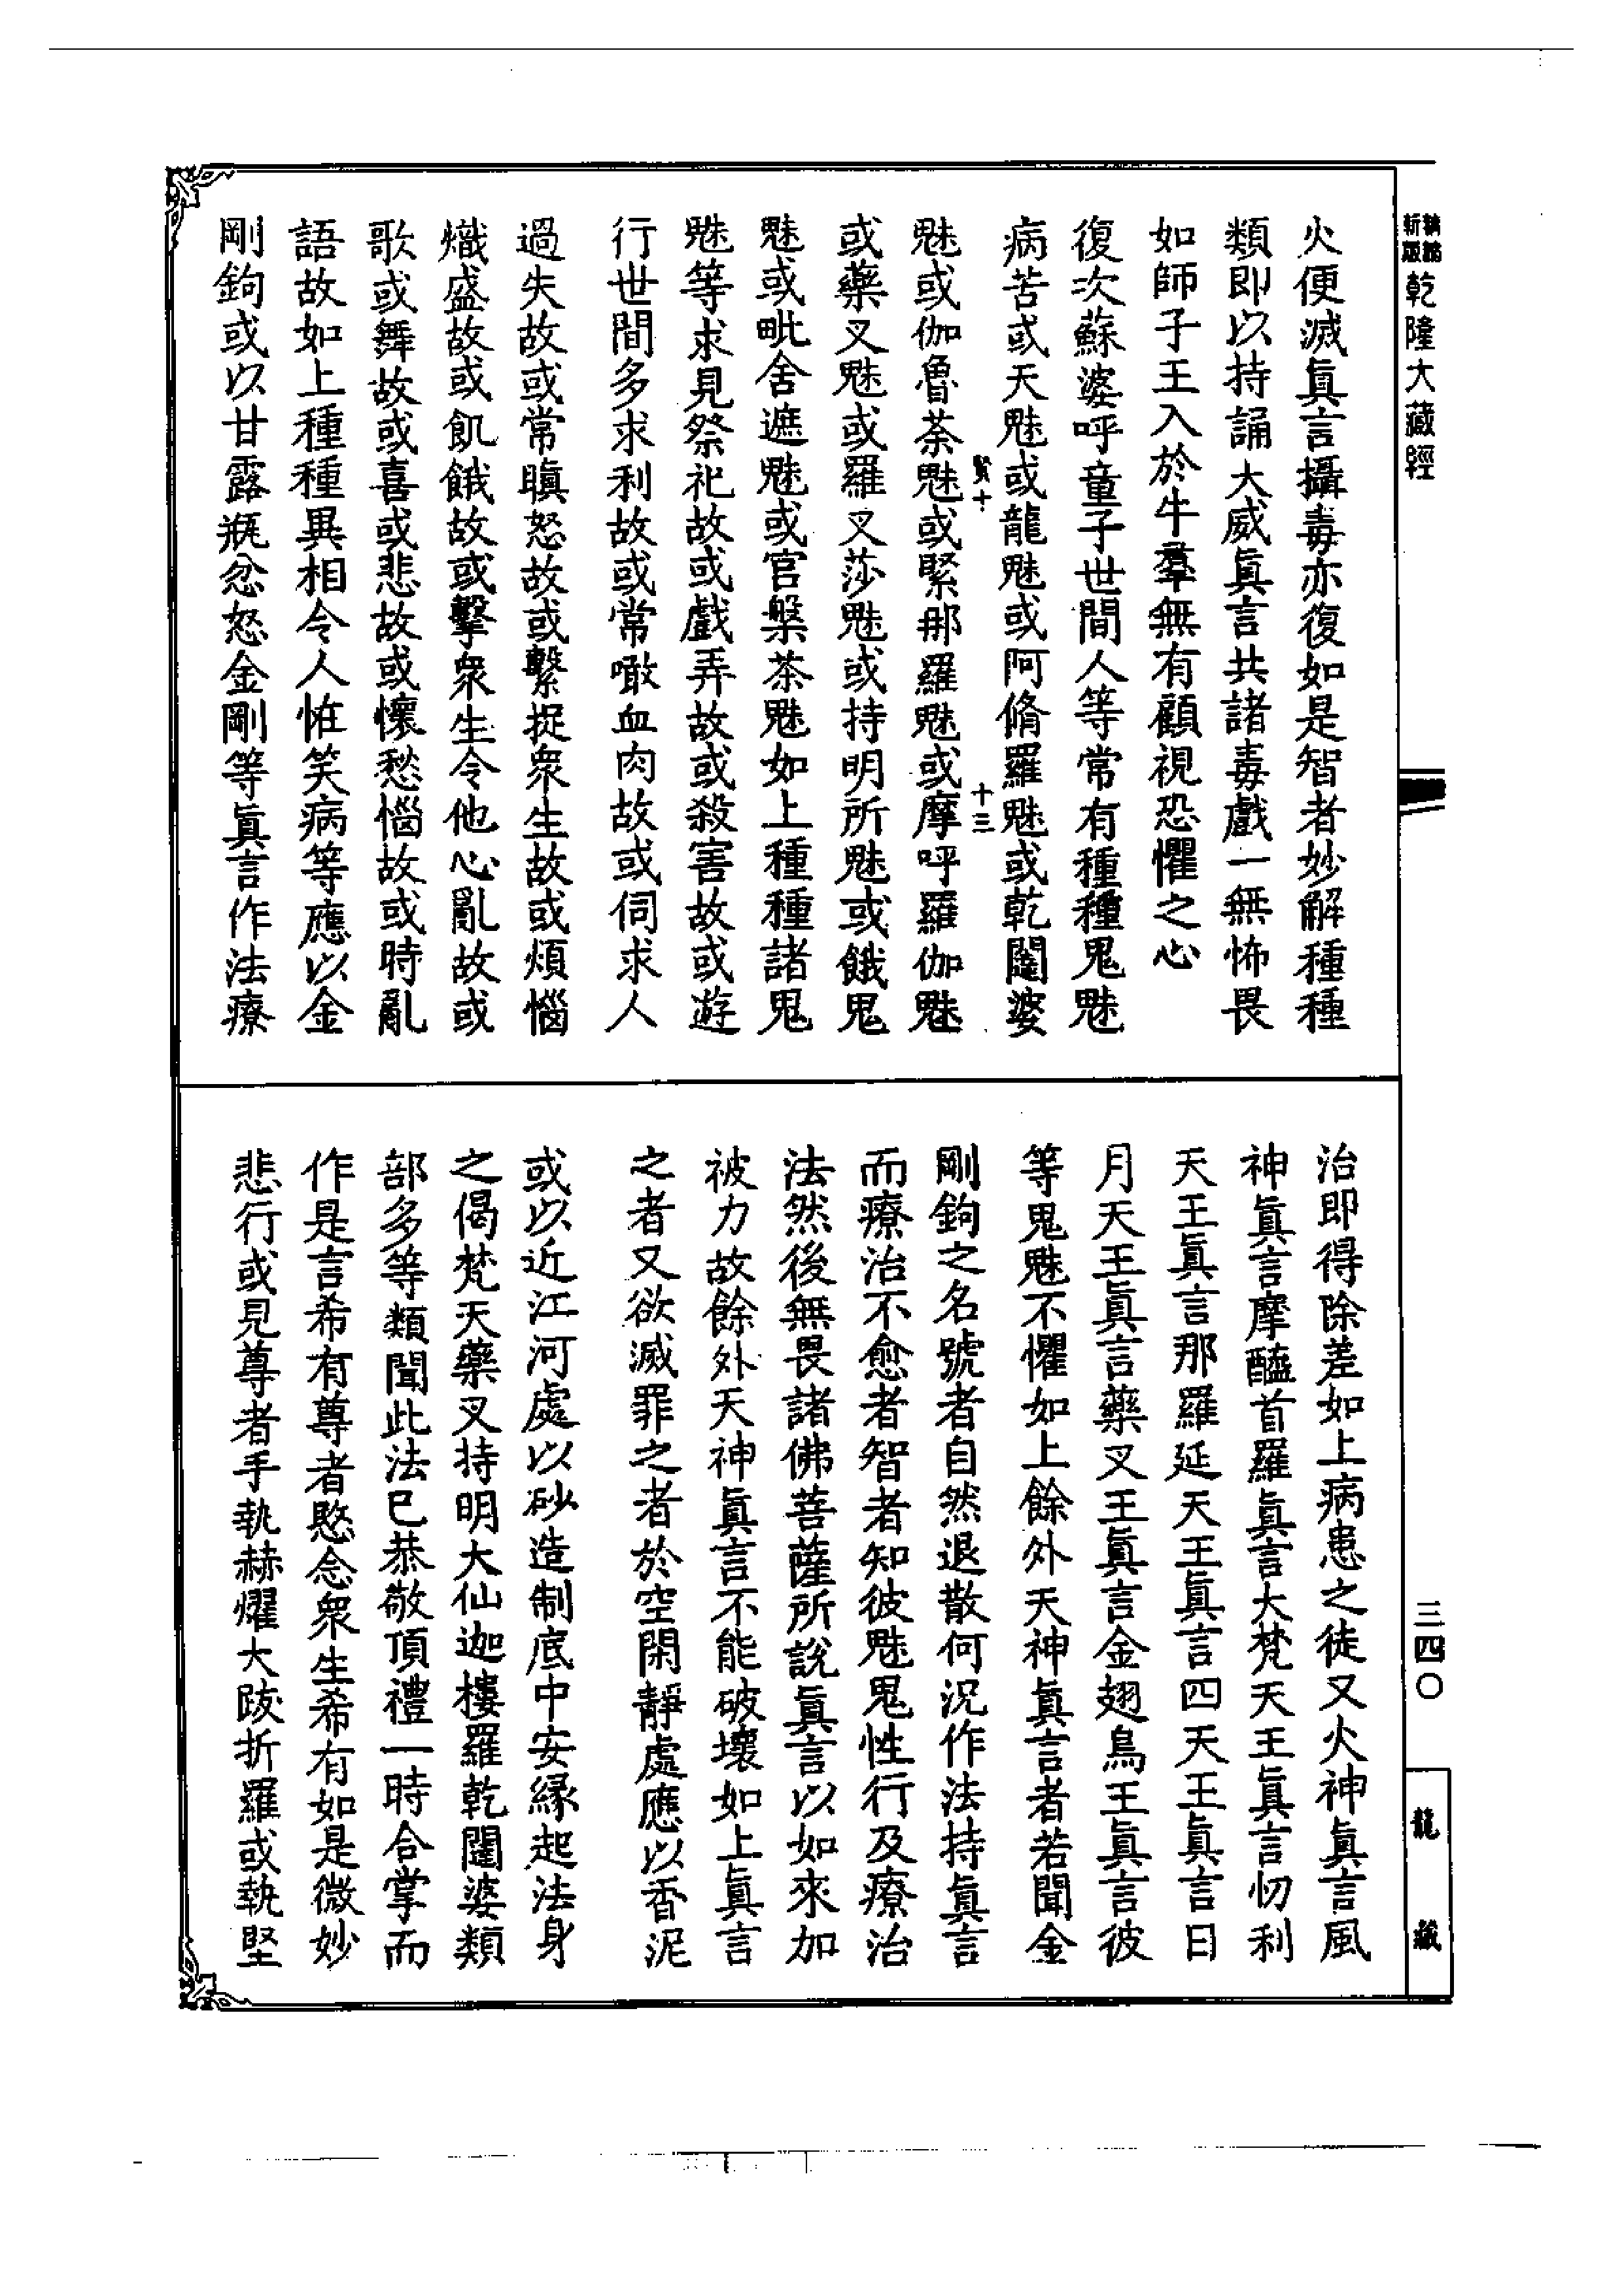 新版
精縮
乾隆大藏經
火便滅眞言攝毒亦復如是智者妙解種種
類即以持誦大威眞言共諸毒戲一無怖畏
如師子王入於牛羣無有顧視恐懼之心
復次蘇婆呼童子世間人等常有種種鬼魅
病苦或天魅或龍魅或阿脩羅魅或乾闥婆
賢十
十三
魅或伽魯茶魅或緊那羅魅或摩呼羅伽魅
或藥叉魅或羅叉莎魅或持明所魅或餓鬼
魅或毗舍遮魅或宮槃茶魅如上種種諸鬼
魅等求見祭祀故或戲弄故或殺害故或遊
行世間多求利故或常噉血肉故或伺求人
過失故或常瞋怒故或繫捉衆生故或煩惱
熾盛故或飢餓故或擊衆生令他心亂故或
歌或舞故或喜或悲故或懷愁惱故或時亂
語故如上種種異相令人恠笑病等應以金
剛鉤或以甘露瓶忿怒金剛等眞言作法療
治即得除差如上病患之徒又火神眞言風
神眞言摩醯首羅眞言大梵天王眞言忉利
天王眞言那羅延天王眞言四天王眞言日
月天王眞言藥叉王眞言金翅鳥王眞言彼
等鬼魅不懼如上餘外天神眞言者若聞金
剛鉤之名號者自然退散何況作法持眞言
而療治不愈者智者知彼魅鬼性行及療治
法然後無畏諸佛菩薩所說眞言以如來加
被力故餘外天神眞言不能破壞如上眞言
之者又欲滅罪之者於空閑靜處應以香泥
或以近江河處以砂造制底中安緣起法身
之偈梵天藥叉持明大仙迦樓羅乾闥婆類
部多等類聞此法已恭敬頂禮一時合掌而
作是言希有尊者愍念衆生希有如是微妙
悲行或見尊者手執赫燿大跋折羅或執堅
三四〇
龍藏